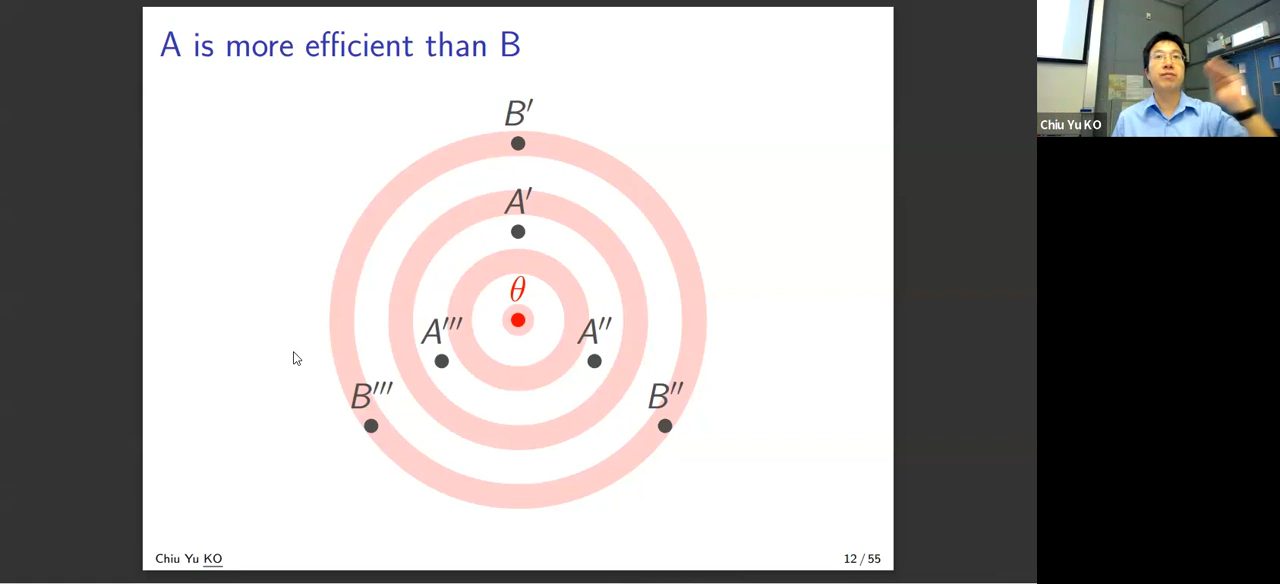 A is more efficient than B
B′
A′
θ
A‴
A″
B‴
B″
Chiu Yu KO
12 / 55
Chiu Yu KO